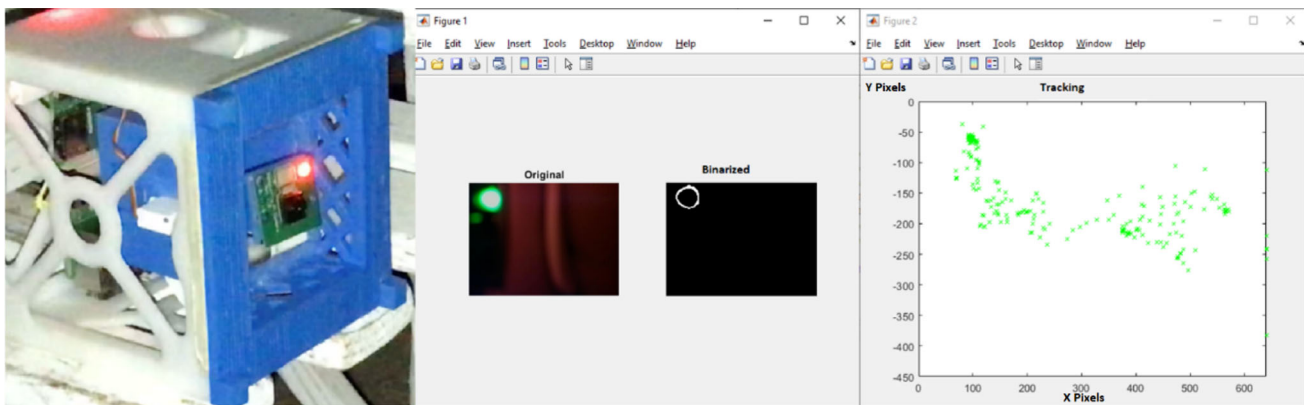 Figure 1
File Edit View Insert Tools Desktop Window Help
Original
Binarized
Figure 2
File Edit View Insert Tools Desktop Window Help
Y Pixels
Tracking
0
-50
-100
-150
-200
-250
-300
-350
-400
-450
0 100 200 300 400 500 600
X Pixels